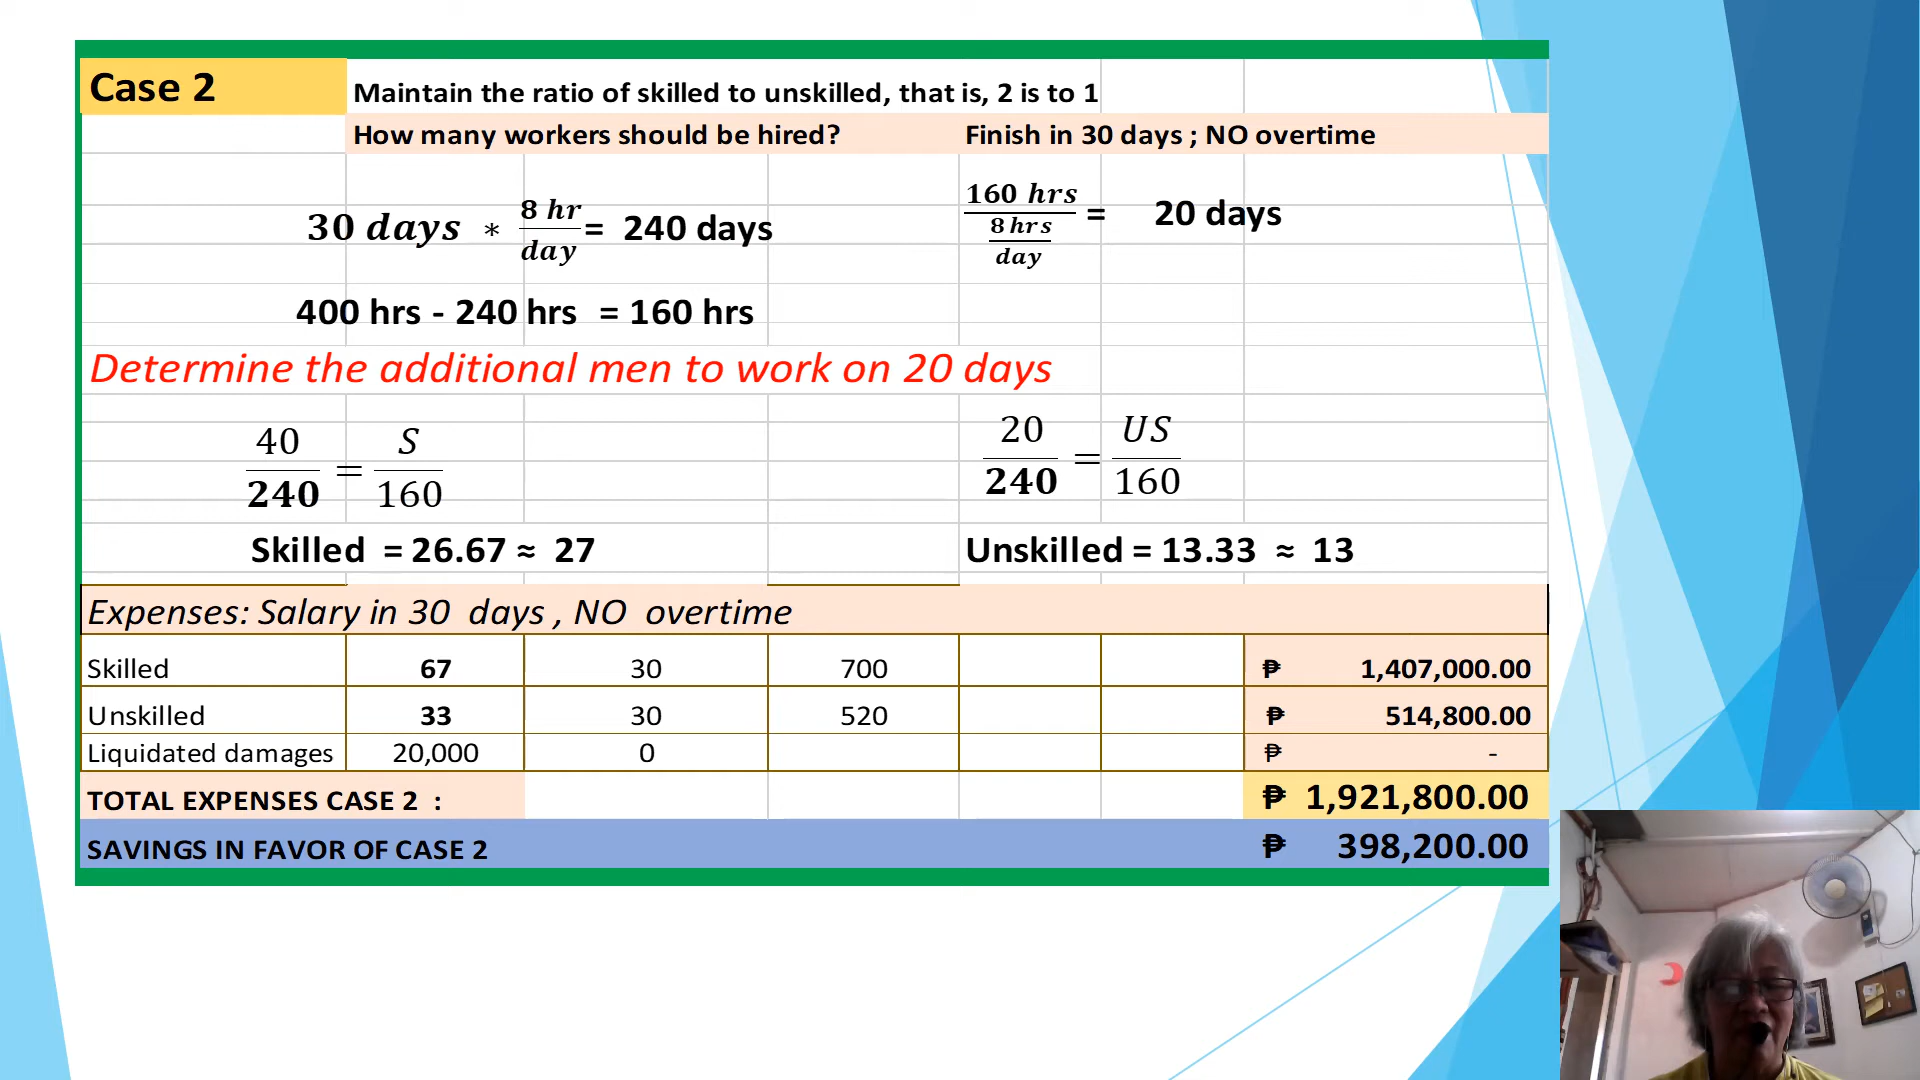 Case 2
Maintain the ratio of skilled to unskilled, that is, 2 is to 1
How many workers should be hired? Finish in 30 days ; NO overtime
30 days * 8 hr/day = 240 days
160 hrs / 8 hrs/day = 20 days
400 hrs - 240 hrs = 160 hrs
Determine the additional men to work on 20 days
40/240 = S/160
20/240 = US/160
Skilled = 26.67 ≈ 27
Unskilled = 13.33 ≈ 13
Expenses: Salary in 30 days , NO overtime
Skilled 67 30 700 ₱ 1,407,000.00
Unskilled 33 30 520 ₱ 514,800.00
Liquidated damages 20,000 0 ₱ -
TOTAL EXPENSES CASE 2 : ₱ 1,921,800.00
SAVINGS IN FAVOR OF CASE 2 ₱ 398,200.00